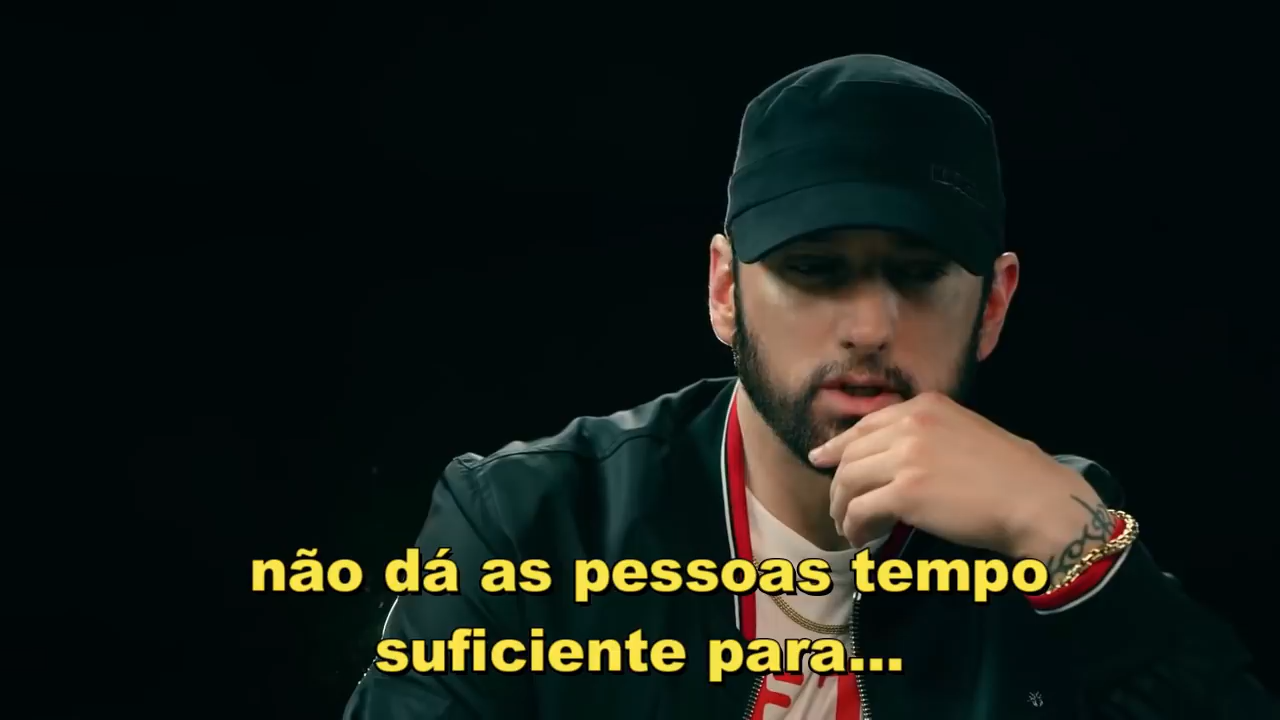 não dá as pessoas tempo
suficiente para...